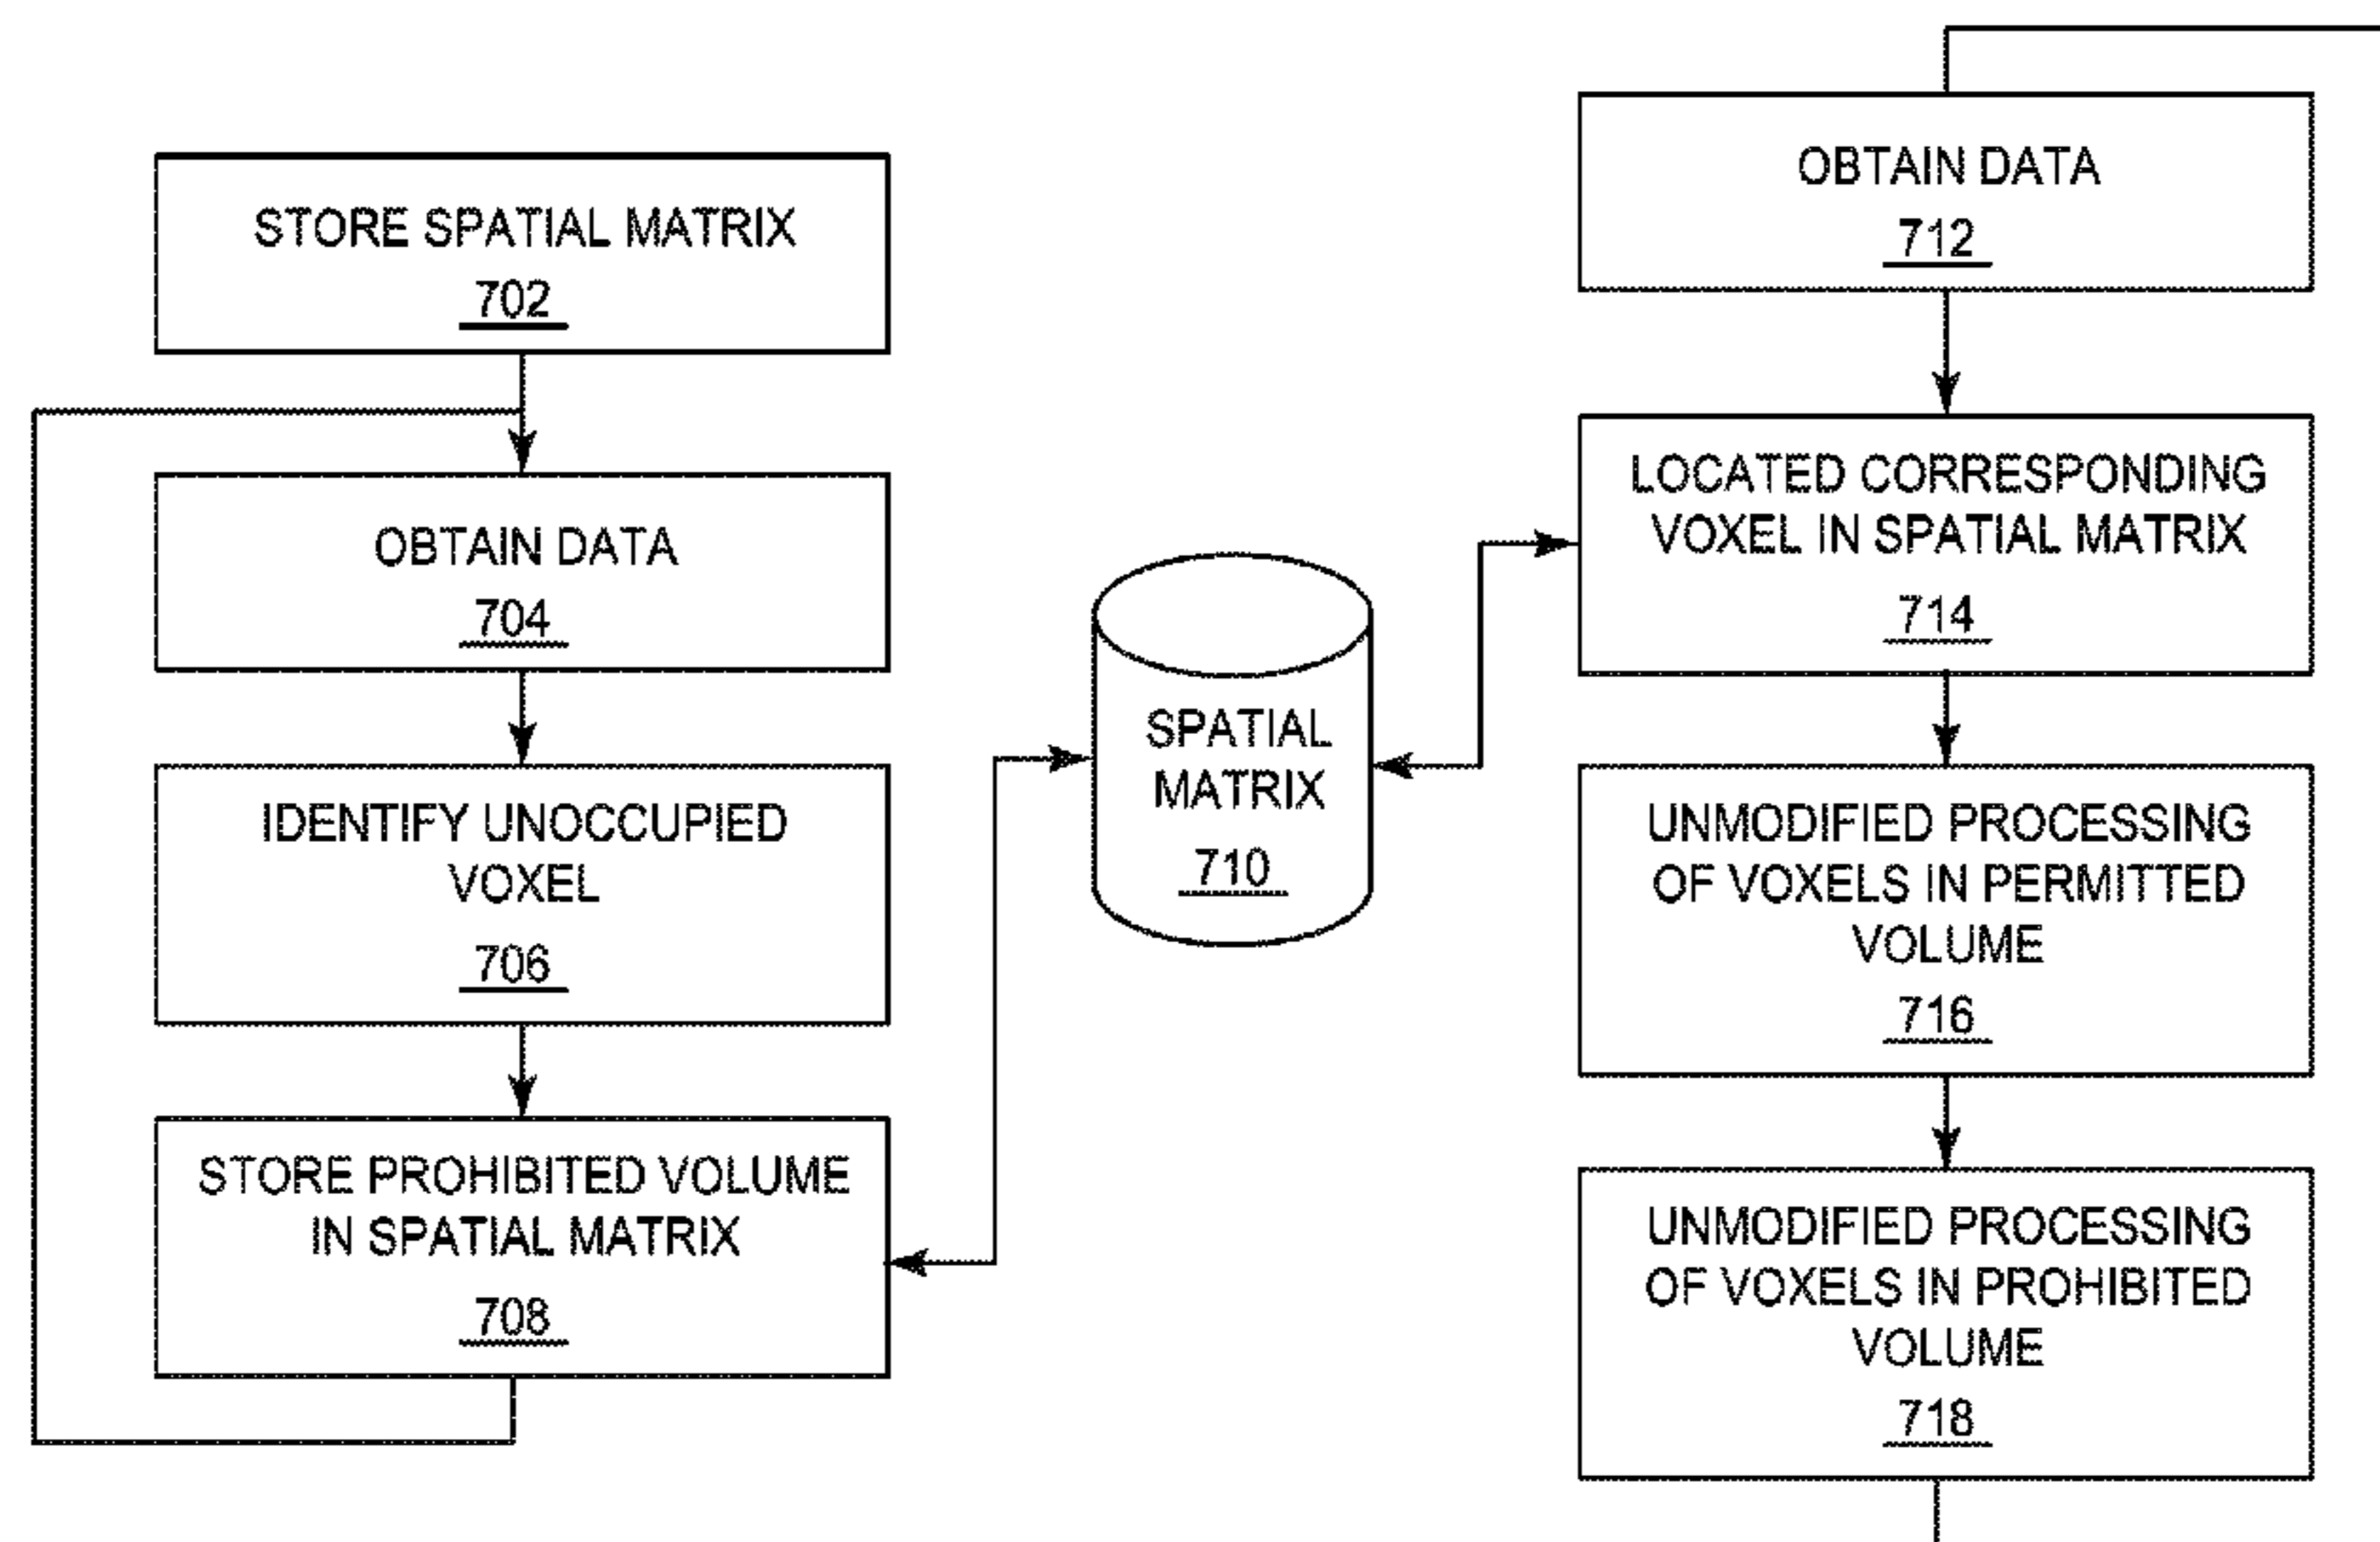 STORE SPATIAL MATRIX
702
OBTAIN DATA
704
IDENTIFY UNOCCUPIED
VOXEL
706
STORE PROHIBITED VOLUME
IN SPATIAL MATRIX
708
SPATIAL
MATRIX
710
OBTAIN DATA
712
LOCATED CORRESPONDING
VOXEL IN SPATIAL MATRIX
714
UNMODIFIED PROCESSING
OF VOXELS IN PERMITTED
VOLUME
716
UNMODIFIED PROCESSING
OF VOXELS IN PROHIBITED
VOLUME
718